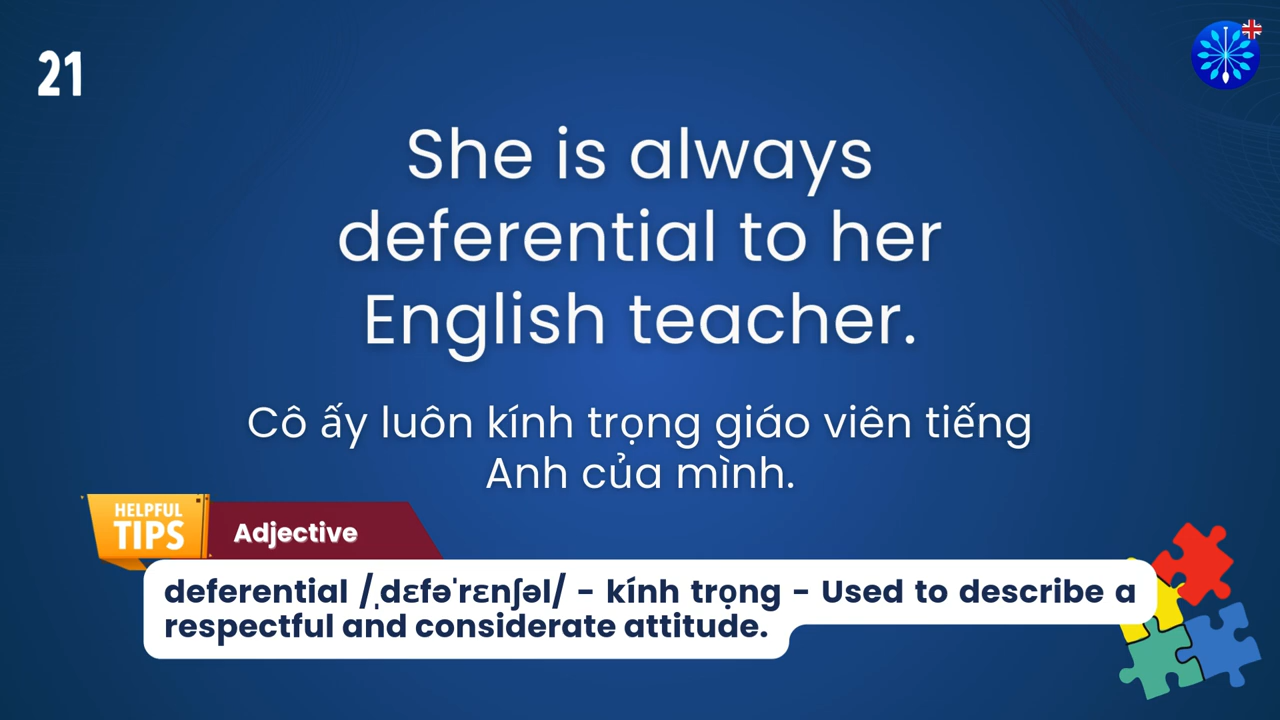 21
She is always
deferential to her
English teacher.
Cô ấy luôn kính trọng giáo viên tiếng
Anh của mình.
HELPFUL
TIPS
Adjective
deferential /ˌdɛfəˈrɛnʃəl/ - kính trọng - Used to describe a
respectful and considerate attitude.